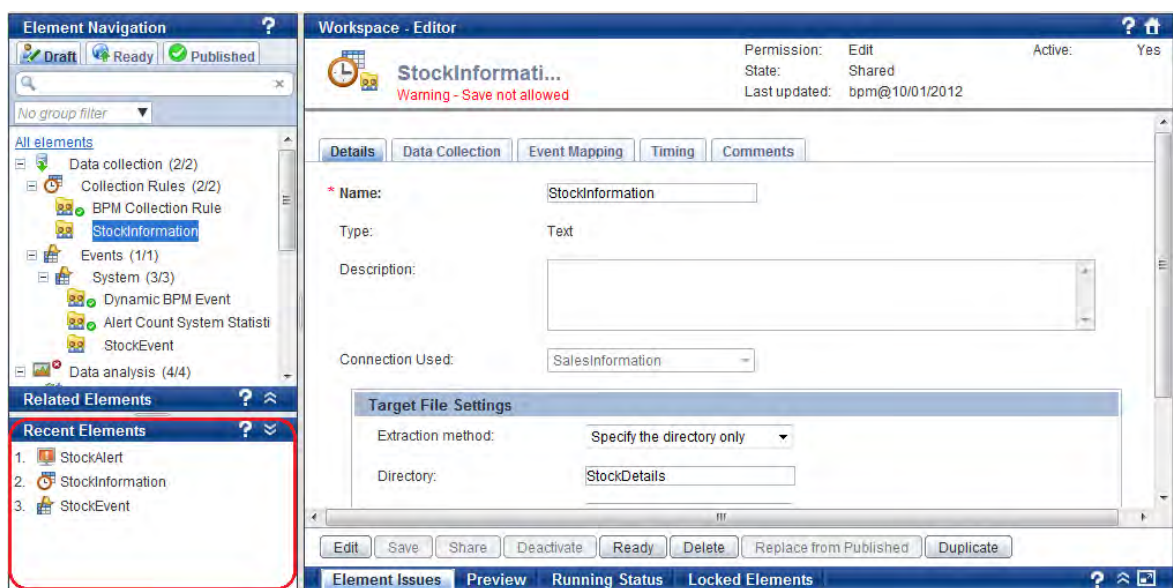 Element Navigation ?
Draft Ready Published
No group filter
All elements
Data collection (2/2)
Collection Rules (2/2)
BPM Collection Rule
StockInformation
Events (1/1)
System (3/3)
Dynamic BPM Event
Alert Count System Statisti
StockEvent
Data analysis (4/4)
Related Elements ?
Recent Elements ?
1. StockAlert
2. StockInformation
3. StockEvent
Workspace - Editor ?
StockInformati...
Warning - Save not allowed
Permission: Edit Active: Yes
State: Shared
Last updated: bpm@10/01/2012
Details Data Collection Event Mapping Timing Comments
* Name: StockInformation
Type: Text
Description:
Connection Used: SalesInformation
Target File Settings
Extraction method: Specify the directory only
Directory: StockDetails
Edit Save Share Deactivate Ready Delete Replace from Published Duplicate
Element Issues Preview Running Status Locked Elements ?